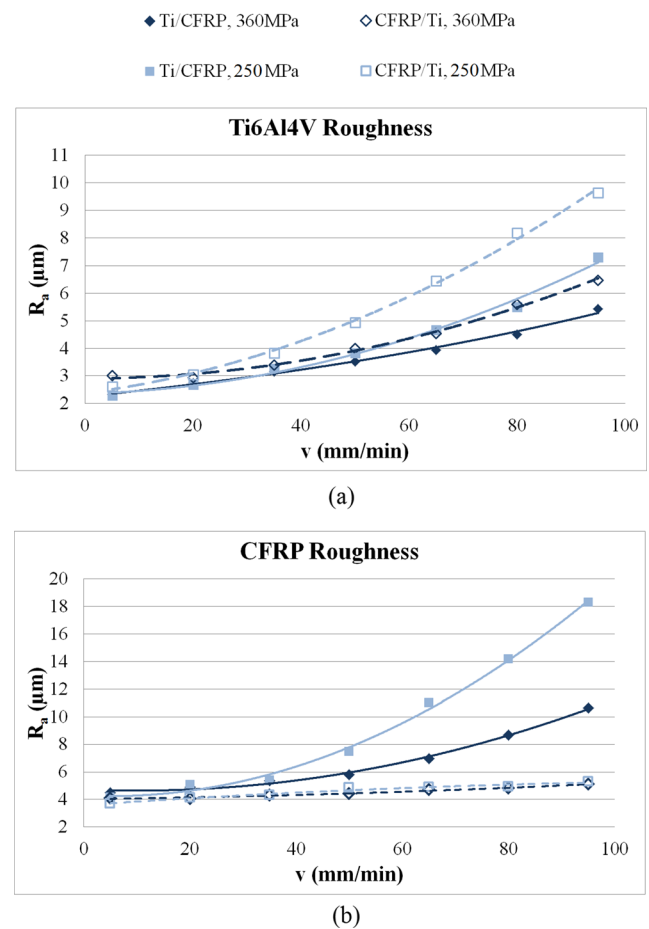 Ti/CFRP, 360MPa
CFRP/Ti, 360MPa
Ti/CFRP, 250MPa
CFRP/Ti, 250MPa
Ti6Al4V Roughness
11
10
9
8
7
6
5
4
3
2
Ra (μm)
0 20 40 60 80 100
v (mm/min)
(a)
CFRP Roughness
20
18
16
14
12
10
8
6
4
2
Ra (μm)
0 20 40 60 80 100
v (mm/min)
(b)